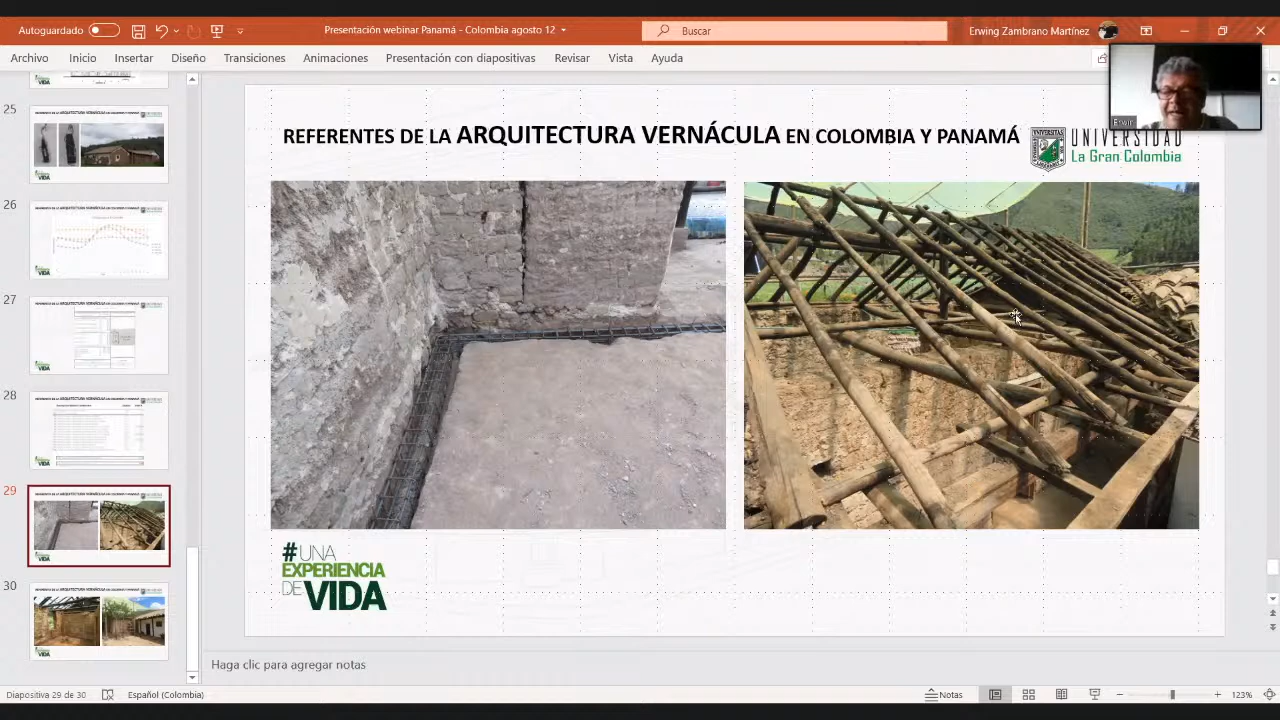 Autoguardado
Presentación webinar Panamá - Colombia agosto 12
Buscar
Erwing Zambrano Martínez
Archivo Inicio Insertar Diseño Transiciones Animaciones Presentación con diapositivas Revisar Vista Ayuda
Erwin
REFERENTES DE LA ARQUITECTURA VERNÁCULA EN COLOMBIA Y PANAMÁ
UNIVERSIDAD
La Gran Colombia
25
26
27
28
29
30
#UNA
EXPERIENCIA
DE VIDA
Haga clic para agregar notas
Diapositiva 29 de 30 Español (Colombia) Notas 123%